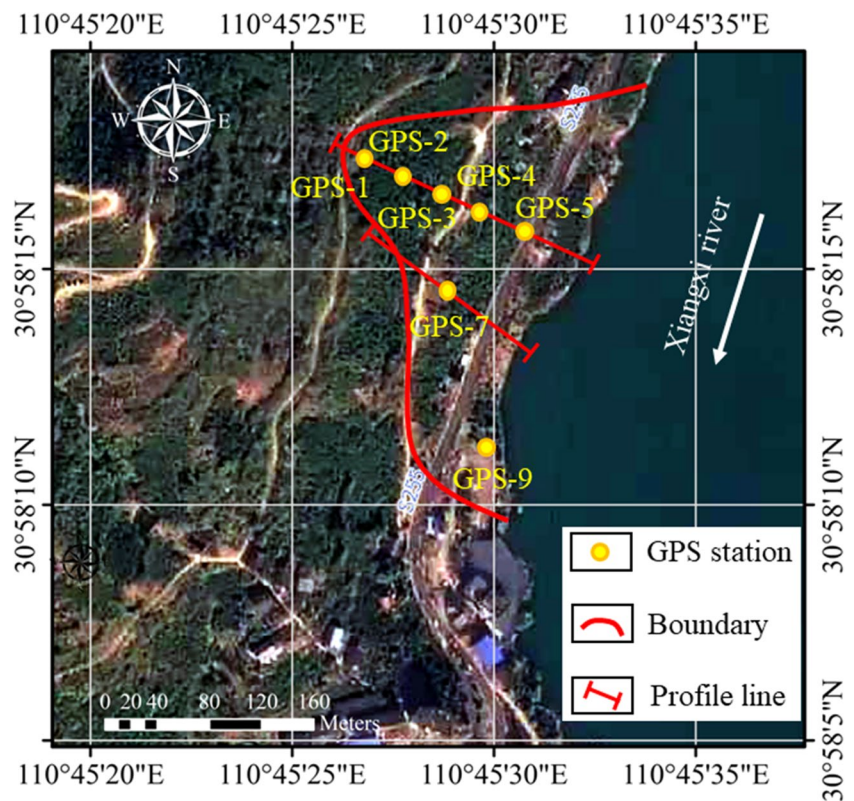 110°45'20"E 110°45'25"E 110°45'30"E 110°45'35"E
N
W E
S
S255
GPS-2
GPS-1
GPS-4
GPS-3
GPS-5
30°58'15"N
30°58'15"N
Xiangxi river
GPS-7
GPS-9
S255
30°58'10"N
30°58'10"N
GPS station
Boundary
Profile line
0 20 40 80 120 160
Meters
30°58'5"N
110°45'20"E 110°45'25"E 110°45'30"E 110°45'35"E